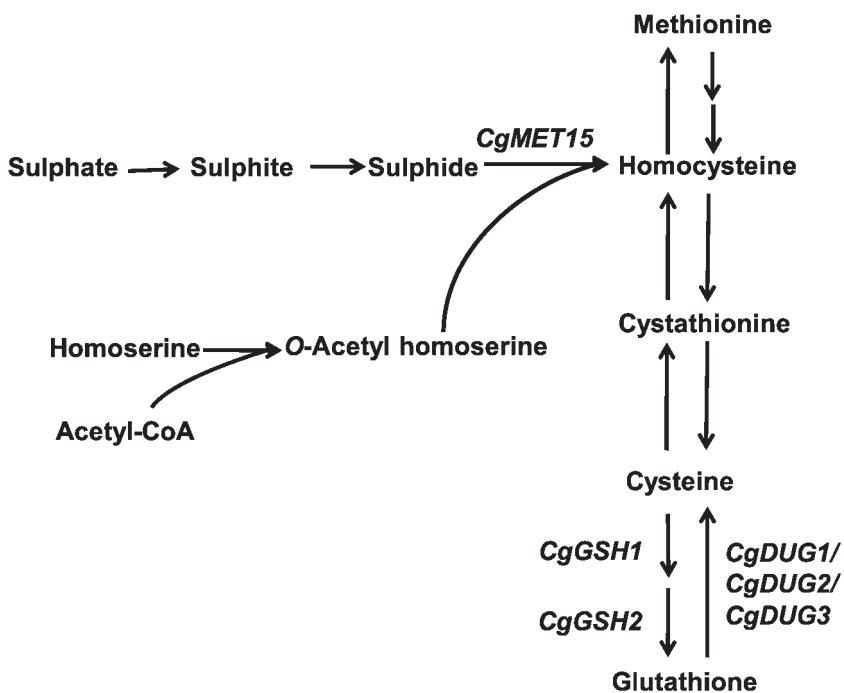 Methionine
CgMET15
Sulphate Sulphite Sulphide Homocysteine
Cystathionine
Homoserine O-Acetyl homoserine
Acetyl-CoA
Cysteine
CgGSH1
CgGSH2
CgDUG1/
CgDUG2/
CgDUG3
Glutathione